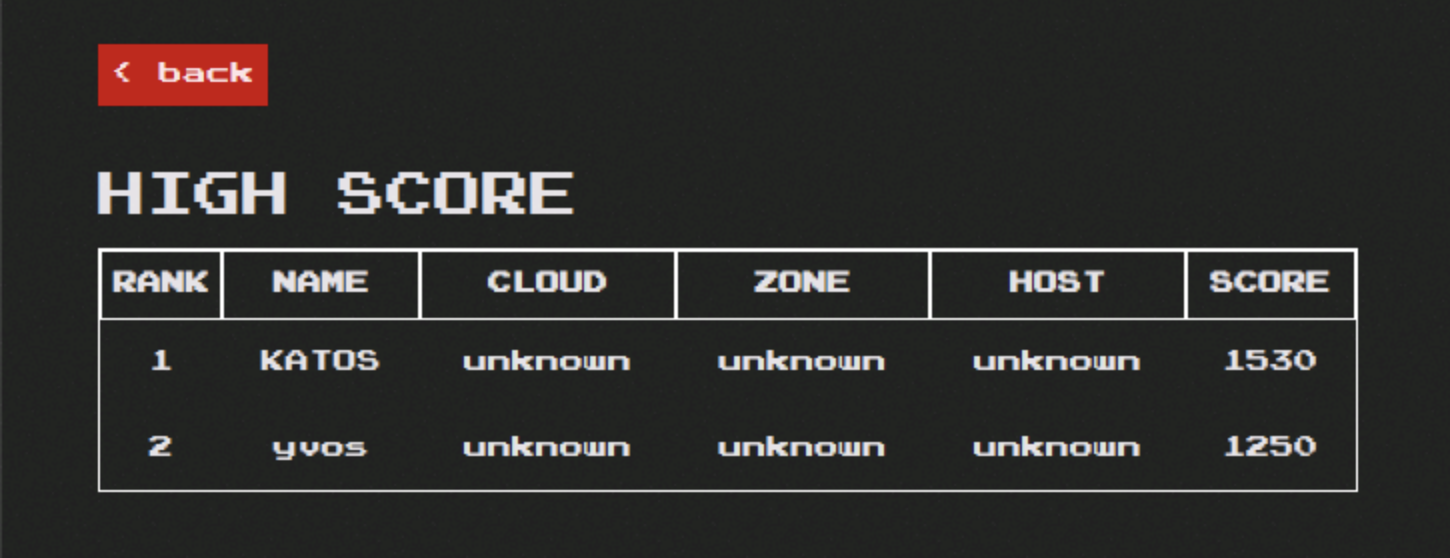 < back
HIGH SCORE
RANK NAME CLOUD ZONE HOST SCORE
1 KATOS unknown unknown unknown 1530
2 yvos unknown unknown unknown 1250